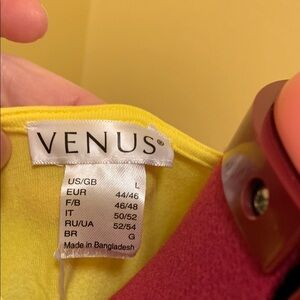 VENUS®
US/GB L
EUR 44/46
F/B 46/48
IT 50/52
RU/UA 52/54
BR G
Made in Bangladesh